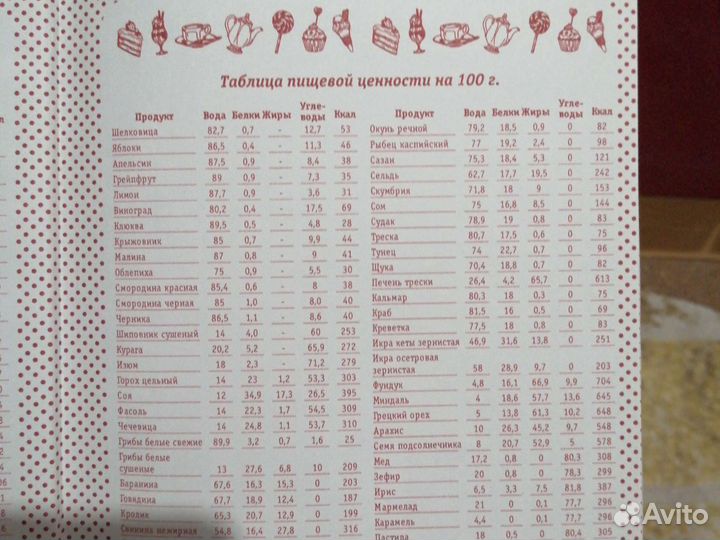 Таблица пищевой ценности на 100 г.
Продукт Вода Белки Жиры Угле-воды Ккал
Шелковица 82,7 0,7 - 12,7 53
Яблоки 86,5 0,4 - 11,3 46
Апельсин 87,5 0,9 - 8,4 38
Грейпфрут 89 0,9 - 7,3 35
Лимон 87,7 0,9 - 3,6 31
Виноград 80,2 0,4 - 17,5 69
Клюква 89,5 0,5 - 4,8 28
Крыжовник 85 0,7 - 9,9 44
Малина 87 0,8 - 9 41
Облепиха 75 0,9 - 5,5 30
Смородина красная 85,4 0,6 - 8 38
Смородина черная 85 1,0 - 8,0 40
Черника 86,5 1,1 - 8,6 40
Шиповник сушеный 14 4,0 - 60 253
Курага 20,2 5,2 - 65,9 272
Изюм 18 2,3 - 71,2 279
Горох цельный 14 23 1,2 53,3 303
Соя 12 34,9 17,3 26,5 395
Фасоль 14 22,3 1,7 54,5 309
Чечевица 14 24,8 1,1 53,7 310
Грибы белые свежие 89,9 3,2 0,7 1,6 25
Грибы белые
сушеные 13 27,6 6,8 10 209
Баранина 67,6 16,3 15,3 0 203
Говядина 67,7 18,9 12,4 0 187
Кролик 65,3 20,7 12,9 0 199
Свинина нежирная 54,8 16,4 27,8 0 316
Продукт Вода Белки Жиры Угле-воды Ккал
Окунь речной 79,2 18,5 0,9 0 82
Рыбец каспийский 77 19,2 2,4 0 98
Сазан 75,3 18,4 5,3 0 121
Сельдь 62,7 17,7 19,5 0 242
Скумбрия 71,8 18 9 0 153
Сом 75 16,8 8,5 0 144
Судак 78,9 19 0,8 0 83
Треска 80,7 17,5 0,6 0 75
Тунец 74 22,7 0,7 0 96
Щука 70,4 18,8 0,7 0 82
Печень трески 26,4 4,2 65,7 0 613
Кальмар 80,3 18 0,3 0 75
Краб 81,5 16 0,5 0 69
Креветка 77,5 18 0,8 0 83
Икра кеты зернистая 46,9 31,6 13,8 0 251
Икра осетровая
зернистая 58 28,9 9,7 0 203
Фундук 4,8 16,1 66,9 9,9 704
Миндаль 4 18,6 57,7 13,6 645
Грецкий орех 5 13,8 61,3 10,2 648
Арахис 10 26,3 45,2 9,7 548
Семя подсолнечника 8 20,7 52,9 5 578
Мед 17,2 0,8 0 80,3 308
Зефир 20 0,8 0 78,3 299
Ирис 6,5 3,3 7,5 81,8 387
Мармелад 21 0 0,1 77,7 296
Карамель 4,4 0 0,1 77,7 296
Пастила 18 0,5 0 80,4 305
Avito